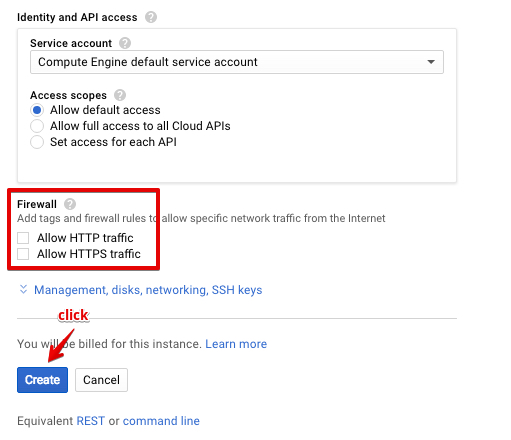 Identity and API access ?
Service account ?
Compute Engine default service account
Access scopes ?
Allow default access
Allow full access to all Cloud APIs
Set access for each API
Firewall ?
Add tags and firewall rules to allow specific network traffic from the Internet
Allow HTTP traffic
Allow HTTPS traffic
Management, disks, networking, SSH keys
click
You will be billed for this instance. Learn more
Create Cancel
Equivalent REST or command line